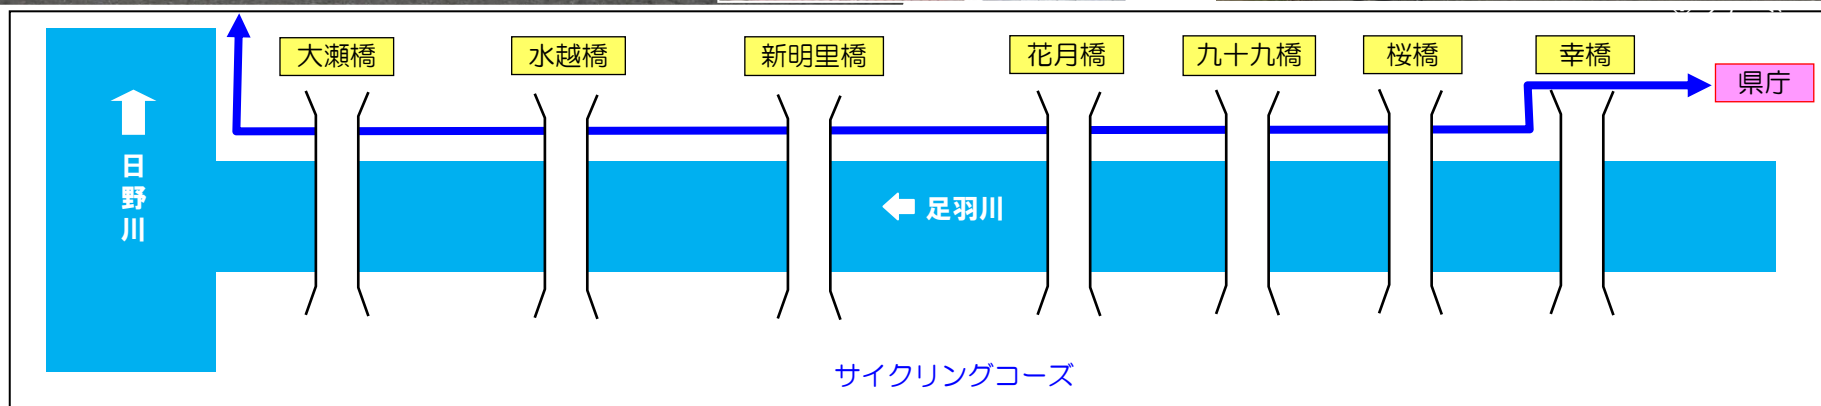 大瀬橋
水越橋
新明里橋
花月橋
九十九橋
桜橋
幸橋
県庁
日野川
足羽川
サイクリングコーズ